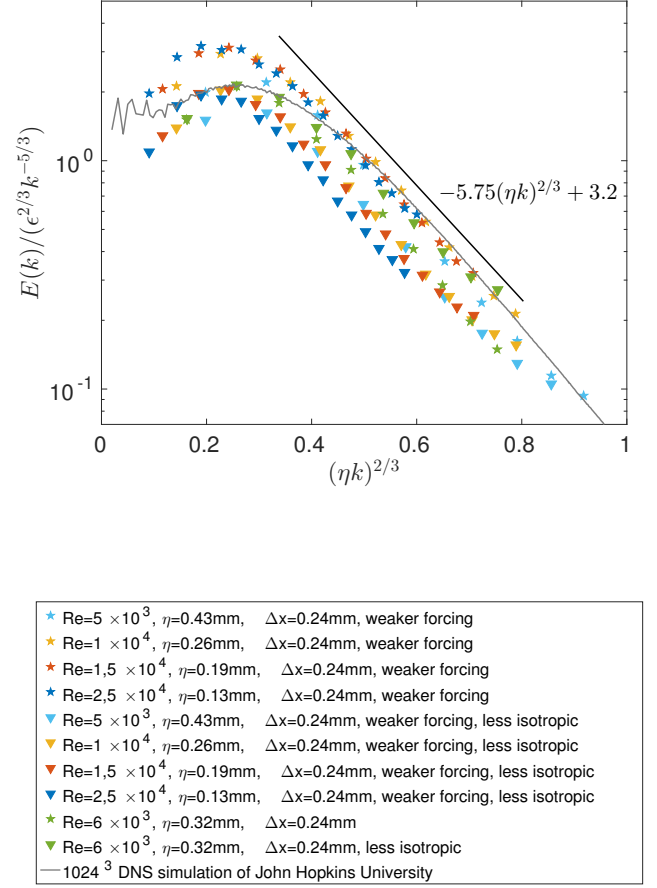 10^0
10^-1
E(k)/(ϵ^2/3 k^-5/3)
−5.75(ηk)^2/3 + 3.2
0 0.2 0.4 0.6 0.8 1
(ηk)^2/3
Re=5 ×10^3, η=0.43mm, Δx=0.24mm, weaker forcing
Re=1 ×10^4, η=0.26mm, Δx=0.24mm, weaker forcing
Re=1,5 ×10^4, η=0.19mm, Δx=0.24mm, weaker forcing
Re=2,5 ×10^4, η=0.13mm, Δx=0.24mm, weaker forcing
Re=5 ×10^3, η=0.43mm, Δx=0.24mm, weaker forcing, less isotropic
Re=1 ×10^4, η=0.26mm, Δx=0.24mm, weaker forcing, less isotropic
Re=1,5 ×10^4, η=0.19mm, Δx=0.24mm, weaker forcing, less isotropic
Re=2,5 ×10^4, η=0.13mm, Δx=0.24mm, weaker forcing, less isotropic
Re=6 ×10^3, η=0.32mm, Δx=0.24mm
Re=6 ×10^3, η=0.32mm, Δx=0.24mm, less isotropic
1024^3 DNS simulation of John Hopkins University